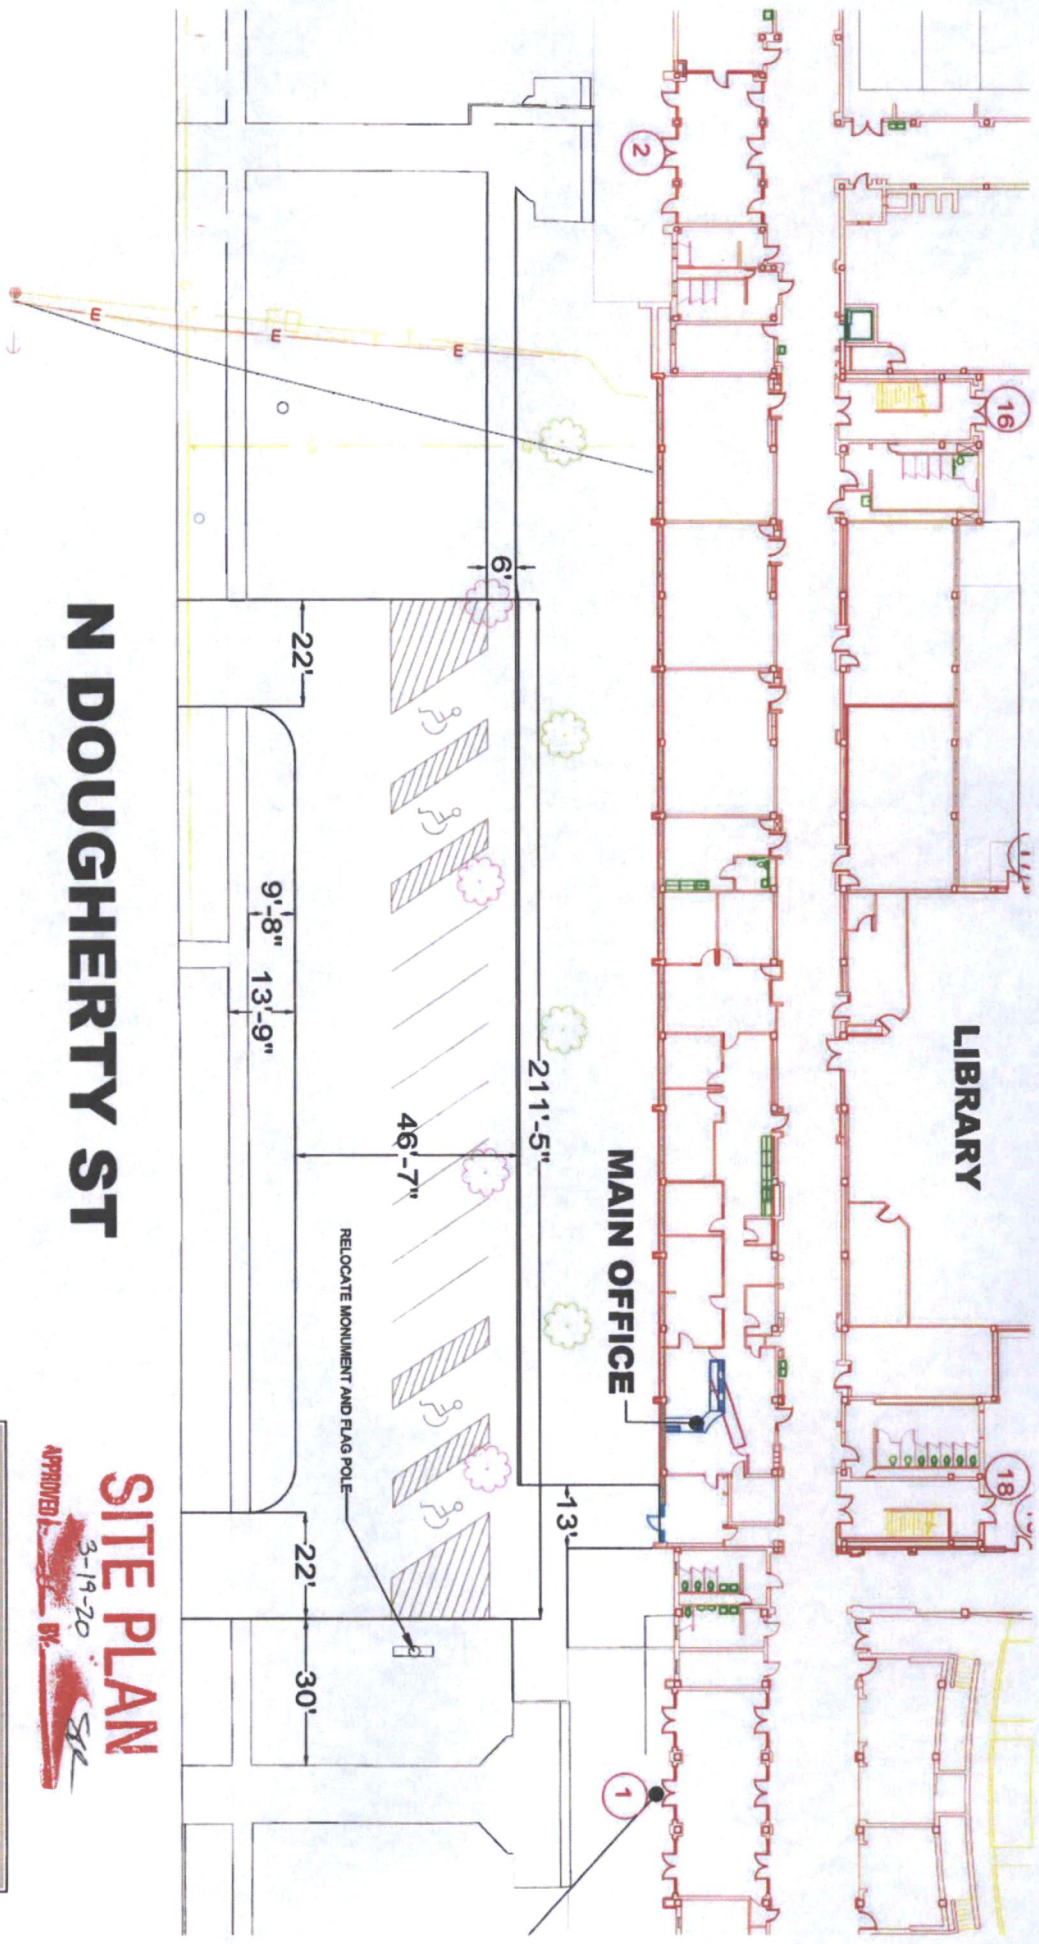 2
16
18
1
LIBRARY
MAIN OFFICE
E
E
E
6'
211'-5"
13'
22'
9'-8"
13'-9"
46'-7"
RELOCATE MONUMENT AND FLAG POLE
22'
30'
N DOUGHERTY ST
SITE PLAN
APPROVED BY:
3-19-20